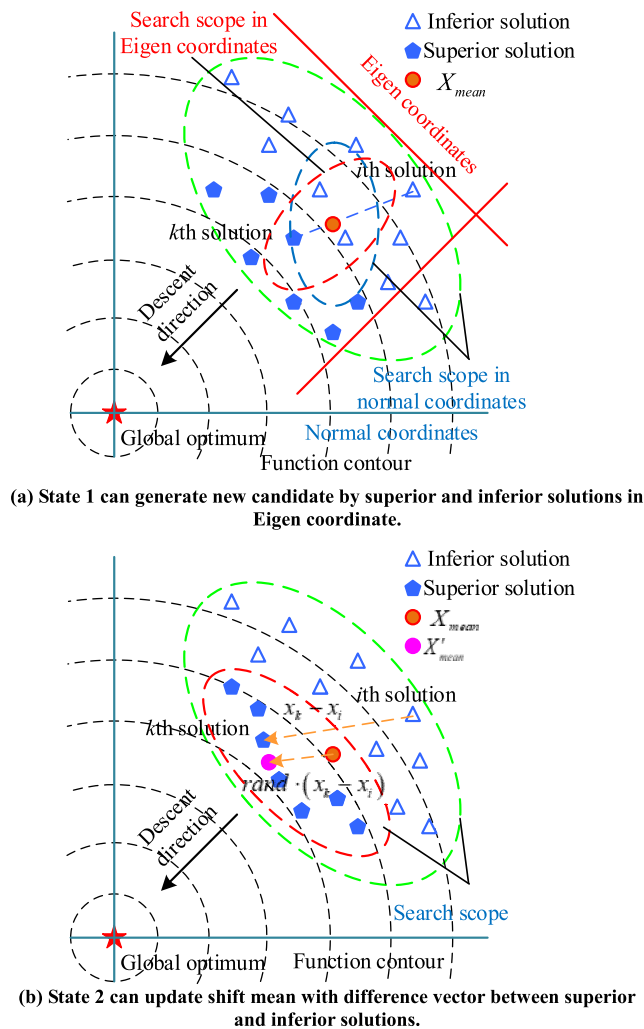 Search scope in
Eigen coordinates
Inferior solution
Superior solution
X_mean
Eigen coordinates
ith solution
kth solution
Descent
direction
Search scope in
normal coordinates
Global optimum
Normal coordinates
Function contour
(a) State 1 can generate new candidate by superior and inferior solutions in
Eigen coordinate.
Inferior solution
Superior solution
X_mean
X'_mean
ith solution
x_k − x_i
kth solution
rand · (x_k − x_i)
Descent
direction
Search scope
Global optimum
Function contour
(b) State 2 can update shift mean with difference vector between superior
and inferior solutions.